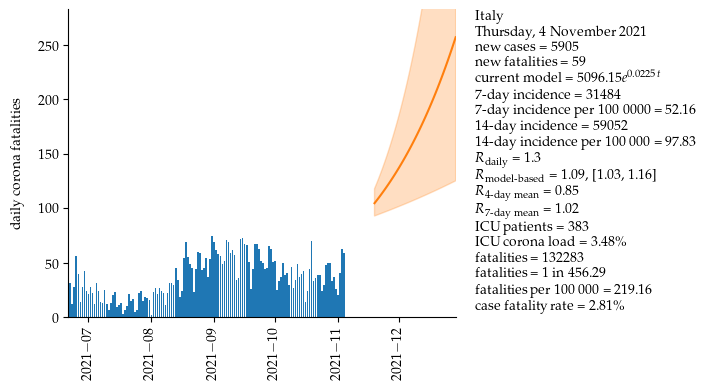 daily corona fatalities
250
200
150
100
50
0
2021−07
2021−08
2021−09
2021−10
2021−11
2021−12
Italy
Thursday, 4 November 2021
new cases = 5905
new fatalities = 59
current model = 5096.15e^0.0225 t
7-day incidence = 31484
7-day incidence per 100 0000 = 52.16
14-day incidence = 59052
14-day incidence per 100 000 = 97.83
R_daily = 1.3
R_model-based = 1.09, [1.03, 1.16]
R_4-day mean = 0.85
R_7-day mean = 1.02
ICU patients = 383
ICU corona load = 3.48%
fatalities = 132283
fatalities = 1 in 456.29
fatalities per 100 000 = 219.16
case fatality rate = 2.81%